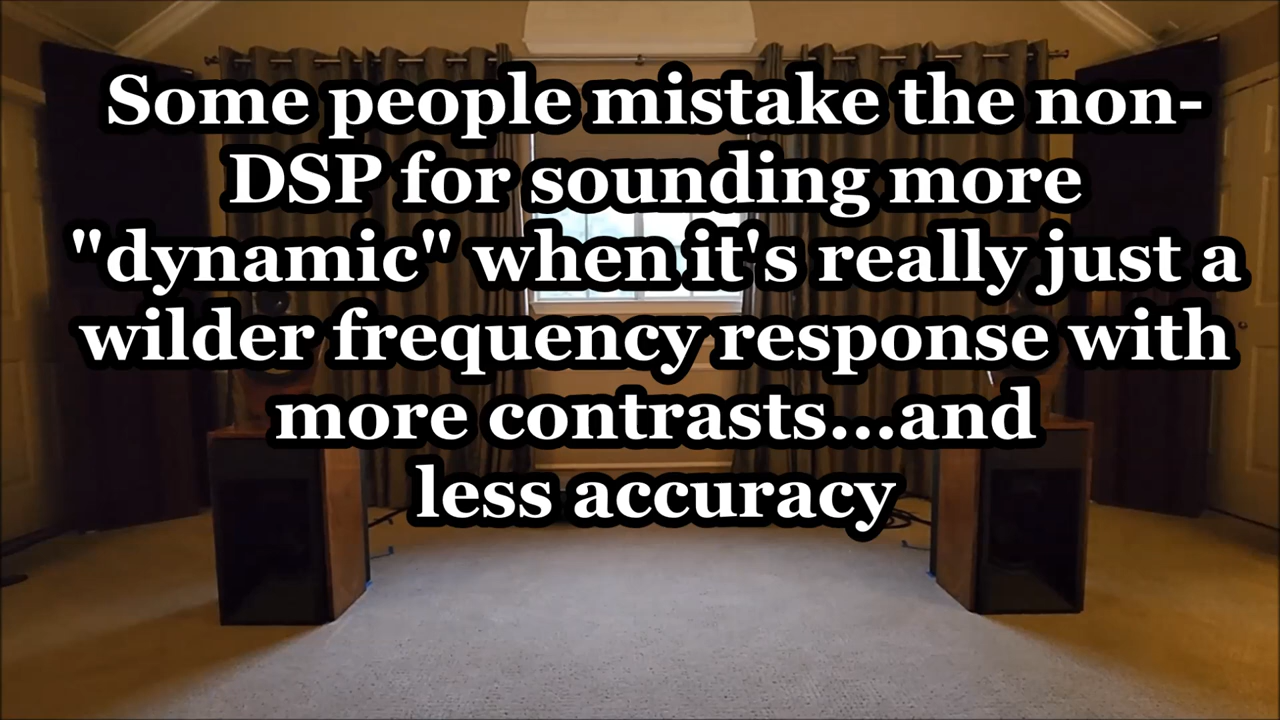 Some people mistake the non-
DSP for sounding more
"dynamic" when it's really just a
wilder frequency response with
more contrasts...and
less accuracy